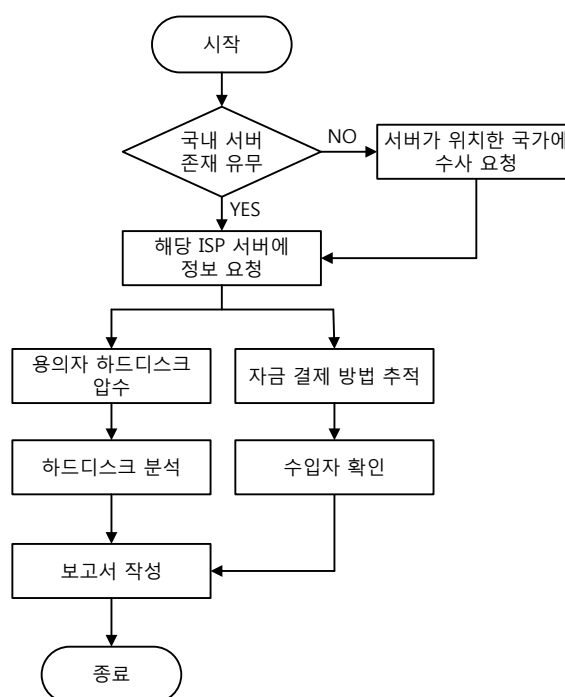 시작
국내 서버
존재 유무
NO
서버가 위치한 국가에
수사 요청
YES
해당 ISP 서버에
정보 요청
용의자 하드디스크
압수
자금 결제 방법 추적
하드디스크 분석
수입자 확인
보고서 작성
종료